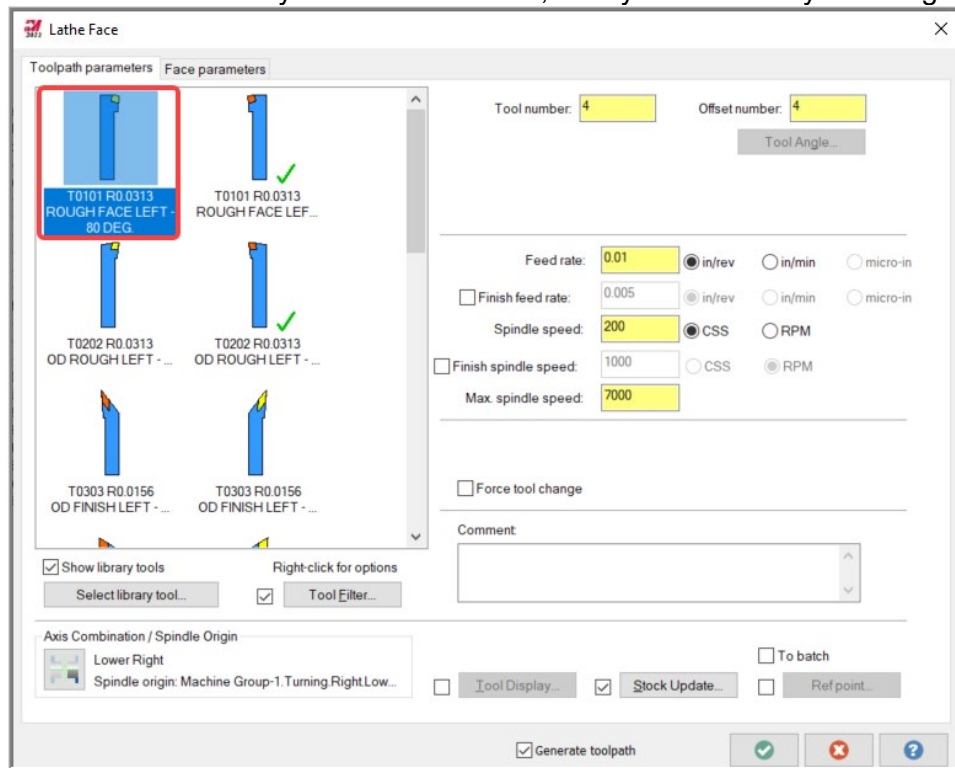 2023 Lathe Face
Toolpath parameters Face parameters
T0101 R0.0313 T0101 R0.0313
ROUGH FACE LEFT - ROUGH FACE LEF...
80 DEG.
T0202 R0.0313 T0202 R0.0313
OD ROUGH LEFT - ... OD ROUGH LEFT - ...
T0303 R0.0156 T0303 R0.0156
OD FINISH LEFT - ... OD FINISH LEFT - ...
Show library tools Right-click for options
Select library tool... Tool Filter...
Axis Combination / Spindle Origin
Lower Right
Spindle origin: Machine Group-1.Turning.Right.Low...
Tool number: 4 Offset number: 4
Tool Angle...
Feed rate: 0.01 in/rev in/min micro-in
Finish feed rate: 0.005 in/rev in/min micro-in
Spindle speed: 200 CSS RPM
Finish spindle speed: 1000 CSS RPM
Max. spindle speed: 7000
Force tool change
Comment:
To batch
Tool Display... Stock Update... Ref point...
Generate toolpath